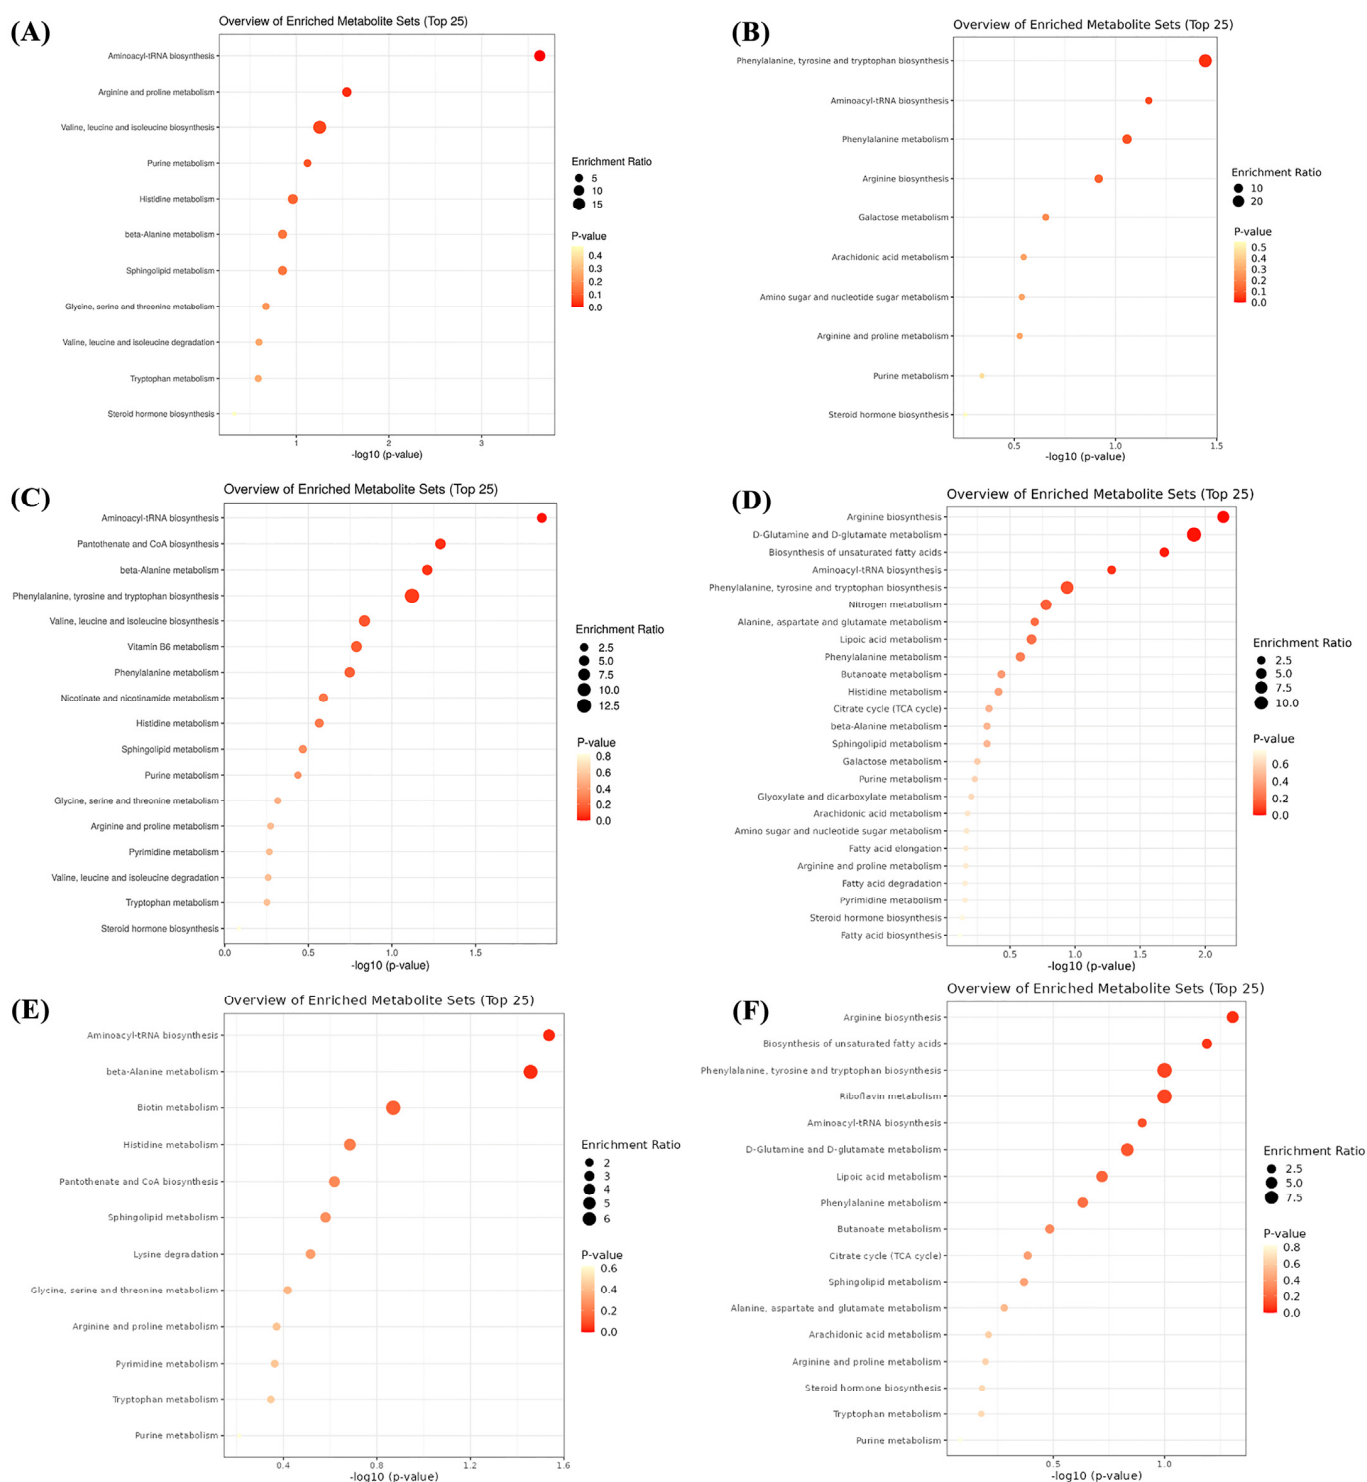 (A)
Overview of Enriched Metabolite Sets (Top 25)
Aminoacyl-tRNA biosynthesis
Arginine and proline metabolism
Valine, leucine and isoleucine biosynthesis
Purine metabolism
Histidine metabolism
beta-Alanine metabolism
Sphingolipid metabolism
Glycine, serine and threonine metabolism
Valine, leucine and isoleucine degradation
Tryptophan metabolism
Steroid hormone biosynthesis
1 2 3
-log10 (p-value)
Enrichment Ratio
5
10
15
P-value
0.4
0.3
0.2
0.1
0.0
(B)
Overview of Enriched Metabolite Sets (Top 25)
Phenylalanine, tyrosine and tryptophan biosynthesis
Aminoacyl-tRNA biosynthesis
Phenylalanine metabolism
Arginine biosynthesis
Galactose metabolism
Arachidonic acid metabolism
Amino sugar and nucleotide sugar metabolism
Arginine and proline metabolism
Purine metabolism
Steroid hormone biosynthesis
0.5 1.0 1.5
-log10 (p-value)
Enrichment Ratio
10
20
P-value
0.5
0.4
0.3
0.2
0.1
0.0
(C)
Overview of Enriched Metabolite Sets (Top 25)
Aminoacyl-tRNA biosynthesis
Pantothenate and CoA biosynthesis
beta-Alanine metabolism
Phenylalanine, tyrosine and tryptophan biosynthesis
Valine, leucine and isoleucine biosynthesis
Vitamin B6 metabolism
Phenylalanine metabolism
Nicotinate and nicotinamide metabolism
Histidine metabolism
Sphingolipid metabolism
Purine metabolism
Glycine, serine and threonine metabolism
Arginine and proline metabolism
Pyrimidine metabolism
Valine, leucine and isoleucine degradation
Tryptophan metabolism
Steroid hormone biosynthesis
0.0 0.5 1.0 1.5
-log10 (p-value)
Enrichment Ratio
2.5
5.0
7.5
10.0
12.5
P-value
0.8
0.6
0.4
0.2
0.0
(D)
Overview of Enriched Metabolite Sets (Top 25)
Arginine biosynthesis
D-Glutamine and D-glutamate metabolism
Biosynthesis of unsaturated fatty acids
Aminoacyl-tRNA biosynthesis
Phenylalanine, tyrosine and tryptophan biosynthesis
Nitrogen metabolism
Alanine, aspartate and glutamate metabolism
Lipoic acid metabolism
Phenylalanine metabolism
Butanoate metabolism
Histidine metabolism
Citrate cycle (TCA cycle)
beta-Alanine metabolism
Sphingolipid metabolism
Galactose metabolism
Purine metabolism
Glyoxylate and dicarboxylate metabolism
Arachidonic acid metabolism
Amino sugar and nucleotide sugar metabolism
Fatty acid elongation
Arginine and proline metabolism
Fatty acid degradation
Pyrimidine metabolism
Steroid hormone biosynthesis
Fatty acid biosynthesis
0.5 1.0 1.5 2.0
-log10 (p-value)
Enrichment Ratio
2.5
5.0
7.5
10.0
P-value
0.6
0.4
0.2
0.0
(E)
Overview of Enriched Metabolite Sets (Top 25)
Aminoacyl-tRNA biosynthesis
beta-Alanine metabolism
Biotin metabolism
Histidine metabolism
Pantothenate and CoA biosynthesis
Sphingolipid metabolism
Lysine degradation
Glycine, serine and threonine metabolism
Arginine and proline metabolism
Pyrimidine metabolism
Tryptophan metabolism
Purine metabolism
0.4 0.8 1.2 1.6
-log10 (p-value)
Enrichment Ratio
2
3
4
5
6
P-value
0.6
0.4
0.2
0.0
(F)
Overview of Enriched Metabolite Sets (Top 25)
Arginine biosynthesis
Biosynthesis of unsaturated fatty acids
Phenylalanine, tyrosine and tryptophan biosynthesis
Riboflavin metabolism
Aminoacyl-tRNA biosynthesis
D-Glutamine and D-glutamate metabolism
Lipoic acid metabolism
Phenylalanine metabolism
Butanoate metabolism
Citrate cycle (TCA cycle)
Sphingolipid metabolism
Alanine, aspartate and glutamate metabolism
Arachidonic acid metabolism
Arginine and proline metabolism
Steroid hormone biosynthesis
Tryptophan metabolism
Purine metabolism
0.5 1.0
-log10 (p-value)
Enrichment Ratio
2.5
5.0
7.5
P-value
0.8
0.6
0.4
0.2
0.0